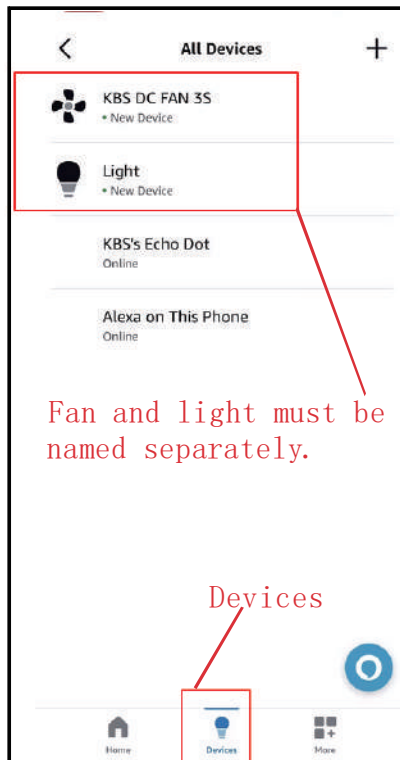 All Devices
KBS DC FAN 3S
• New Device
Light
• New Device
KBS's Echo Dot
Online
Alexa on This Phone
Online
Fan and light must be
named separately.
Devices
Home
Devices
More